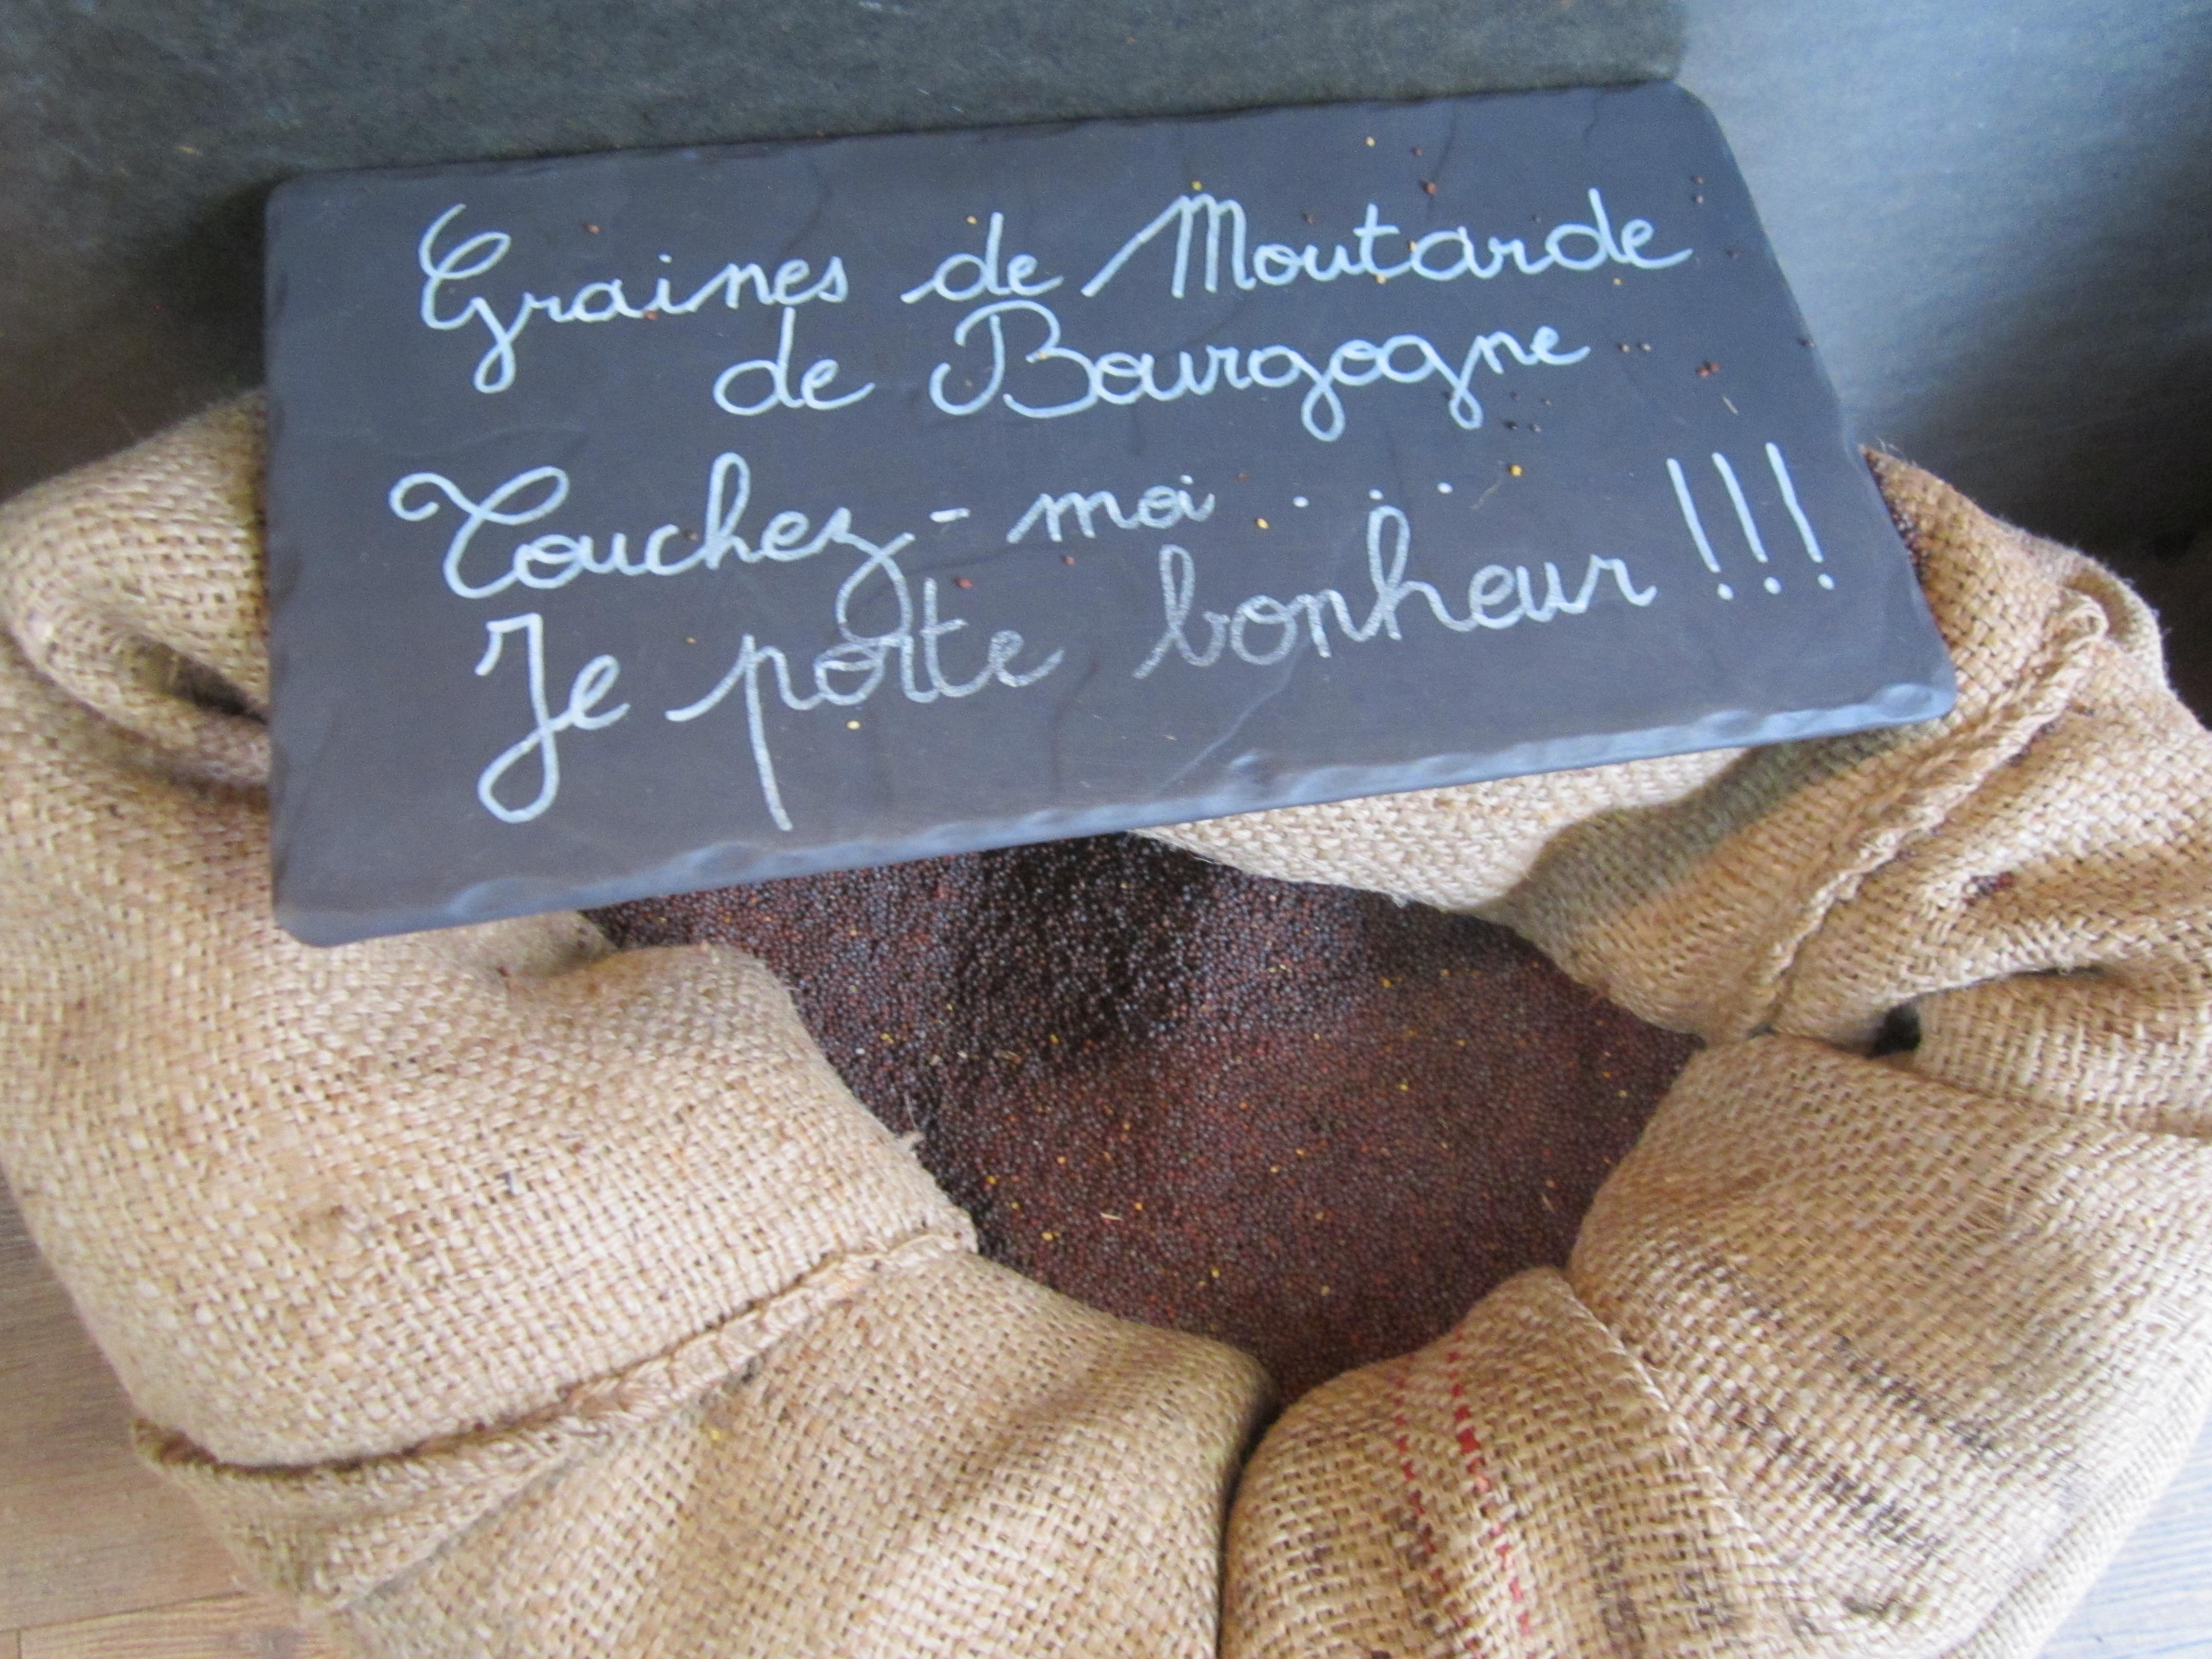 Graines de Moutarde
de Bourgogne
Touchez-moi ...
Je porte bonheur !!!